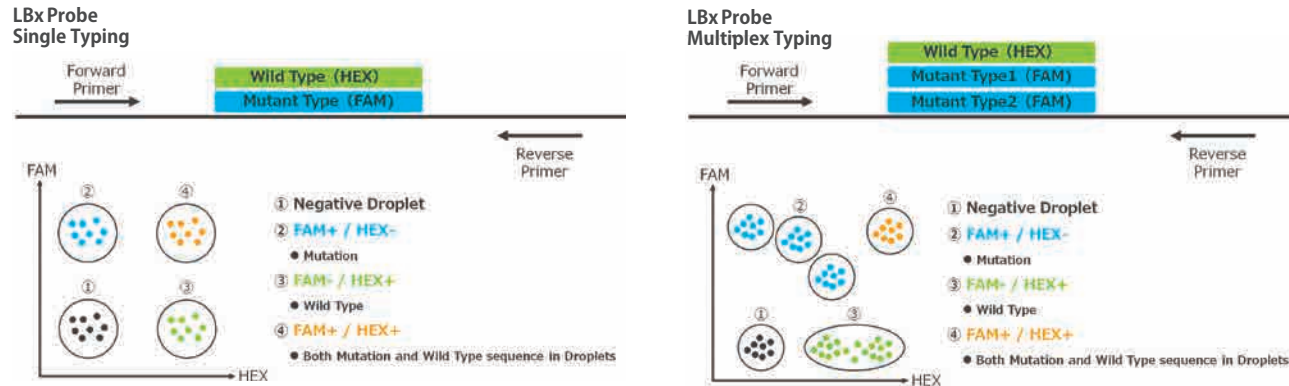 LBx Probe
Single Typing
Forward
Primer
Wild Type (HEX)
Mutant Type (FAM)
Reverse
Primer
FAM
②
④
①
③
HEX
① Negative Droplet
② FAM+ / HEX-
● Mutation
③ FAM- / HEX+
● Wild Type
④ FAM+ / HEX+
● Both Mutation and Wild Type sequence in Droplets
LBx Probe
Multiplex Typing
Forward
Primer
Wild Type (HEX)
Mutant Type1 (FAM)
Mutant Type2 (FAM)
Reverse
Primer
FAM
②
④
①
③
HEX
① Negative Droplet
② FAM+ / HEX-
● Mutation
③ FAM- / HEX+
● Wild Type
④ FAM+ / HEX+
● Both Mutation and Wild Type sequence in Droplets